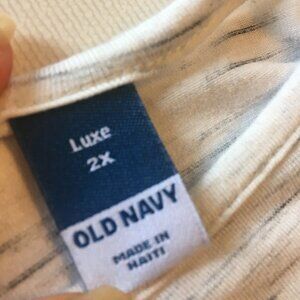 Luxe
2X
OLD NAVY
MADE IN
HAITI